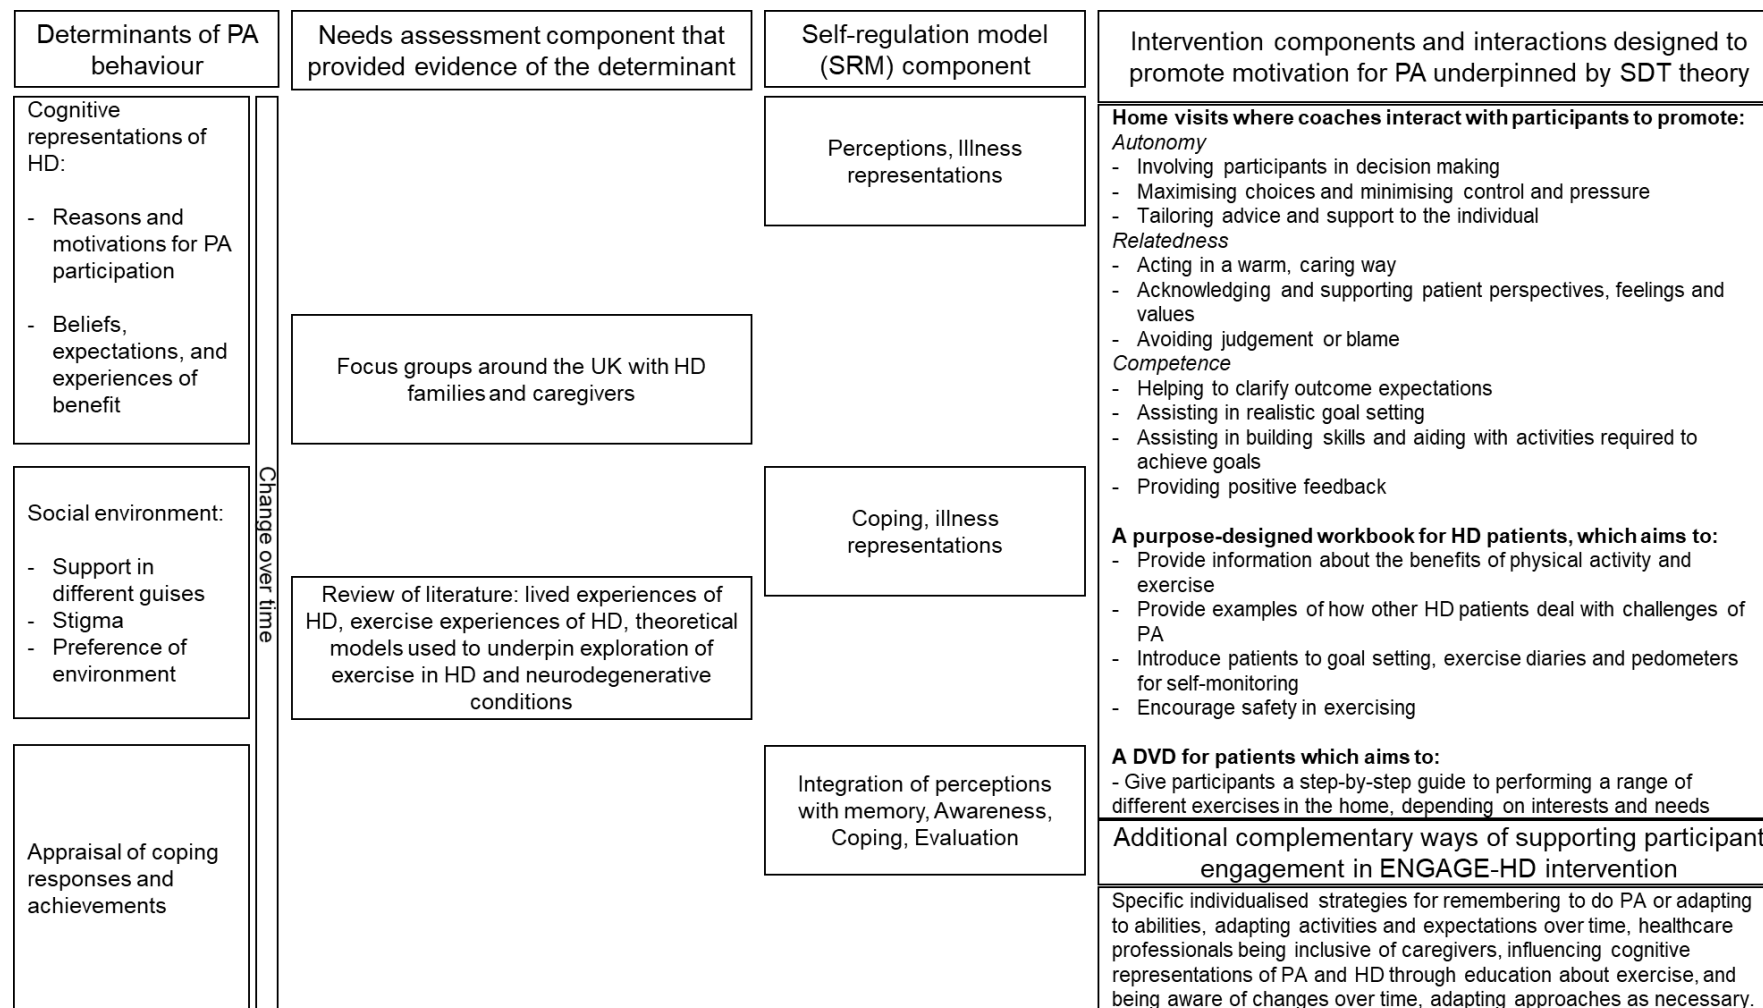 Determinants of PA
behaviour
Needs assessment component that
provided evidence of the determinant
Self-regulation model
(SRM) component
Intervention components and interactions designed to
promote motivation for PA underpinned by SDT theory
Cognitive
representations of
HD:
- Reasons and
motivations for PA
participation
- Beliefs,
expectations, and
experiences of
benefit
Social environment:
- Support in
different guises
- Stigma
- Preference of
environment
Appraisal of coping
responses and
achievements
Change over time
Focus groups around the UK with HD
families and caregivers
Review of literature: lived experiences of
HD, exercise experiences of HD, theoretical
models used to underpin exploration of
exercise in HD and neurodegenerative
conditions
Perceptions, Illness
representations
Coping, illness
representations
Integration of perceptions
with memory, Awareness,
Coping, Evaluation
Home visits where coaches interact with participants to promote:
Autonomy
- Involving participants in decision making
- Maximising choices and minimising control and pressure
- Tailoring advice and support to the individual
Relatedness
- Acting in a warm, caring way
- Acknowledging and supporting patient perspectives, feelings and
values
- Avoiding judgement or blame
Competence
- Helping to clarify outcome expectations
- Assisting in realistic goal setting
- Assisting in building skills and aiding with activities required to
achieve goals
- Providing positive feedback
A purpose-designed workbook for HD patients, which aims to:
- Provide information about the benefits of physical activity and
exercise
- Provide examples of how other HD patients deal with challenges of
PA
- Introduce patients to goal setting, exercise diaries and pedometers
for self-monitoring
- Encourage safety in exercising
A DVD for patients which aims to:
- Give participants a step-by-step guide to performing a range of
different exercises in the home, depending on interests and needs
Additional complementary ways of supporting participant
engagement in ENGAGE-HD intervention
Specific individualised strategies for remembering to do PA or adapting
to abilities, adapting activities and expectations over time, healthcare
professionals being inclusive of caregivers, influencing cognitive
representations of PA and HD through education about exercise, and
being aware of changes over time, adapting approaches as necessary.